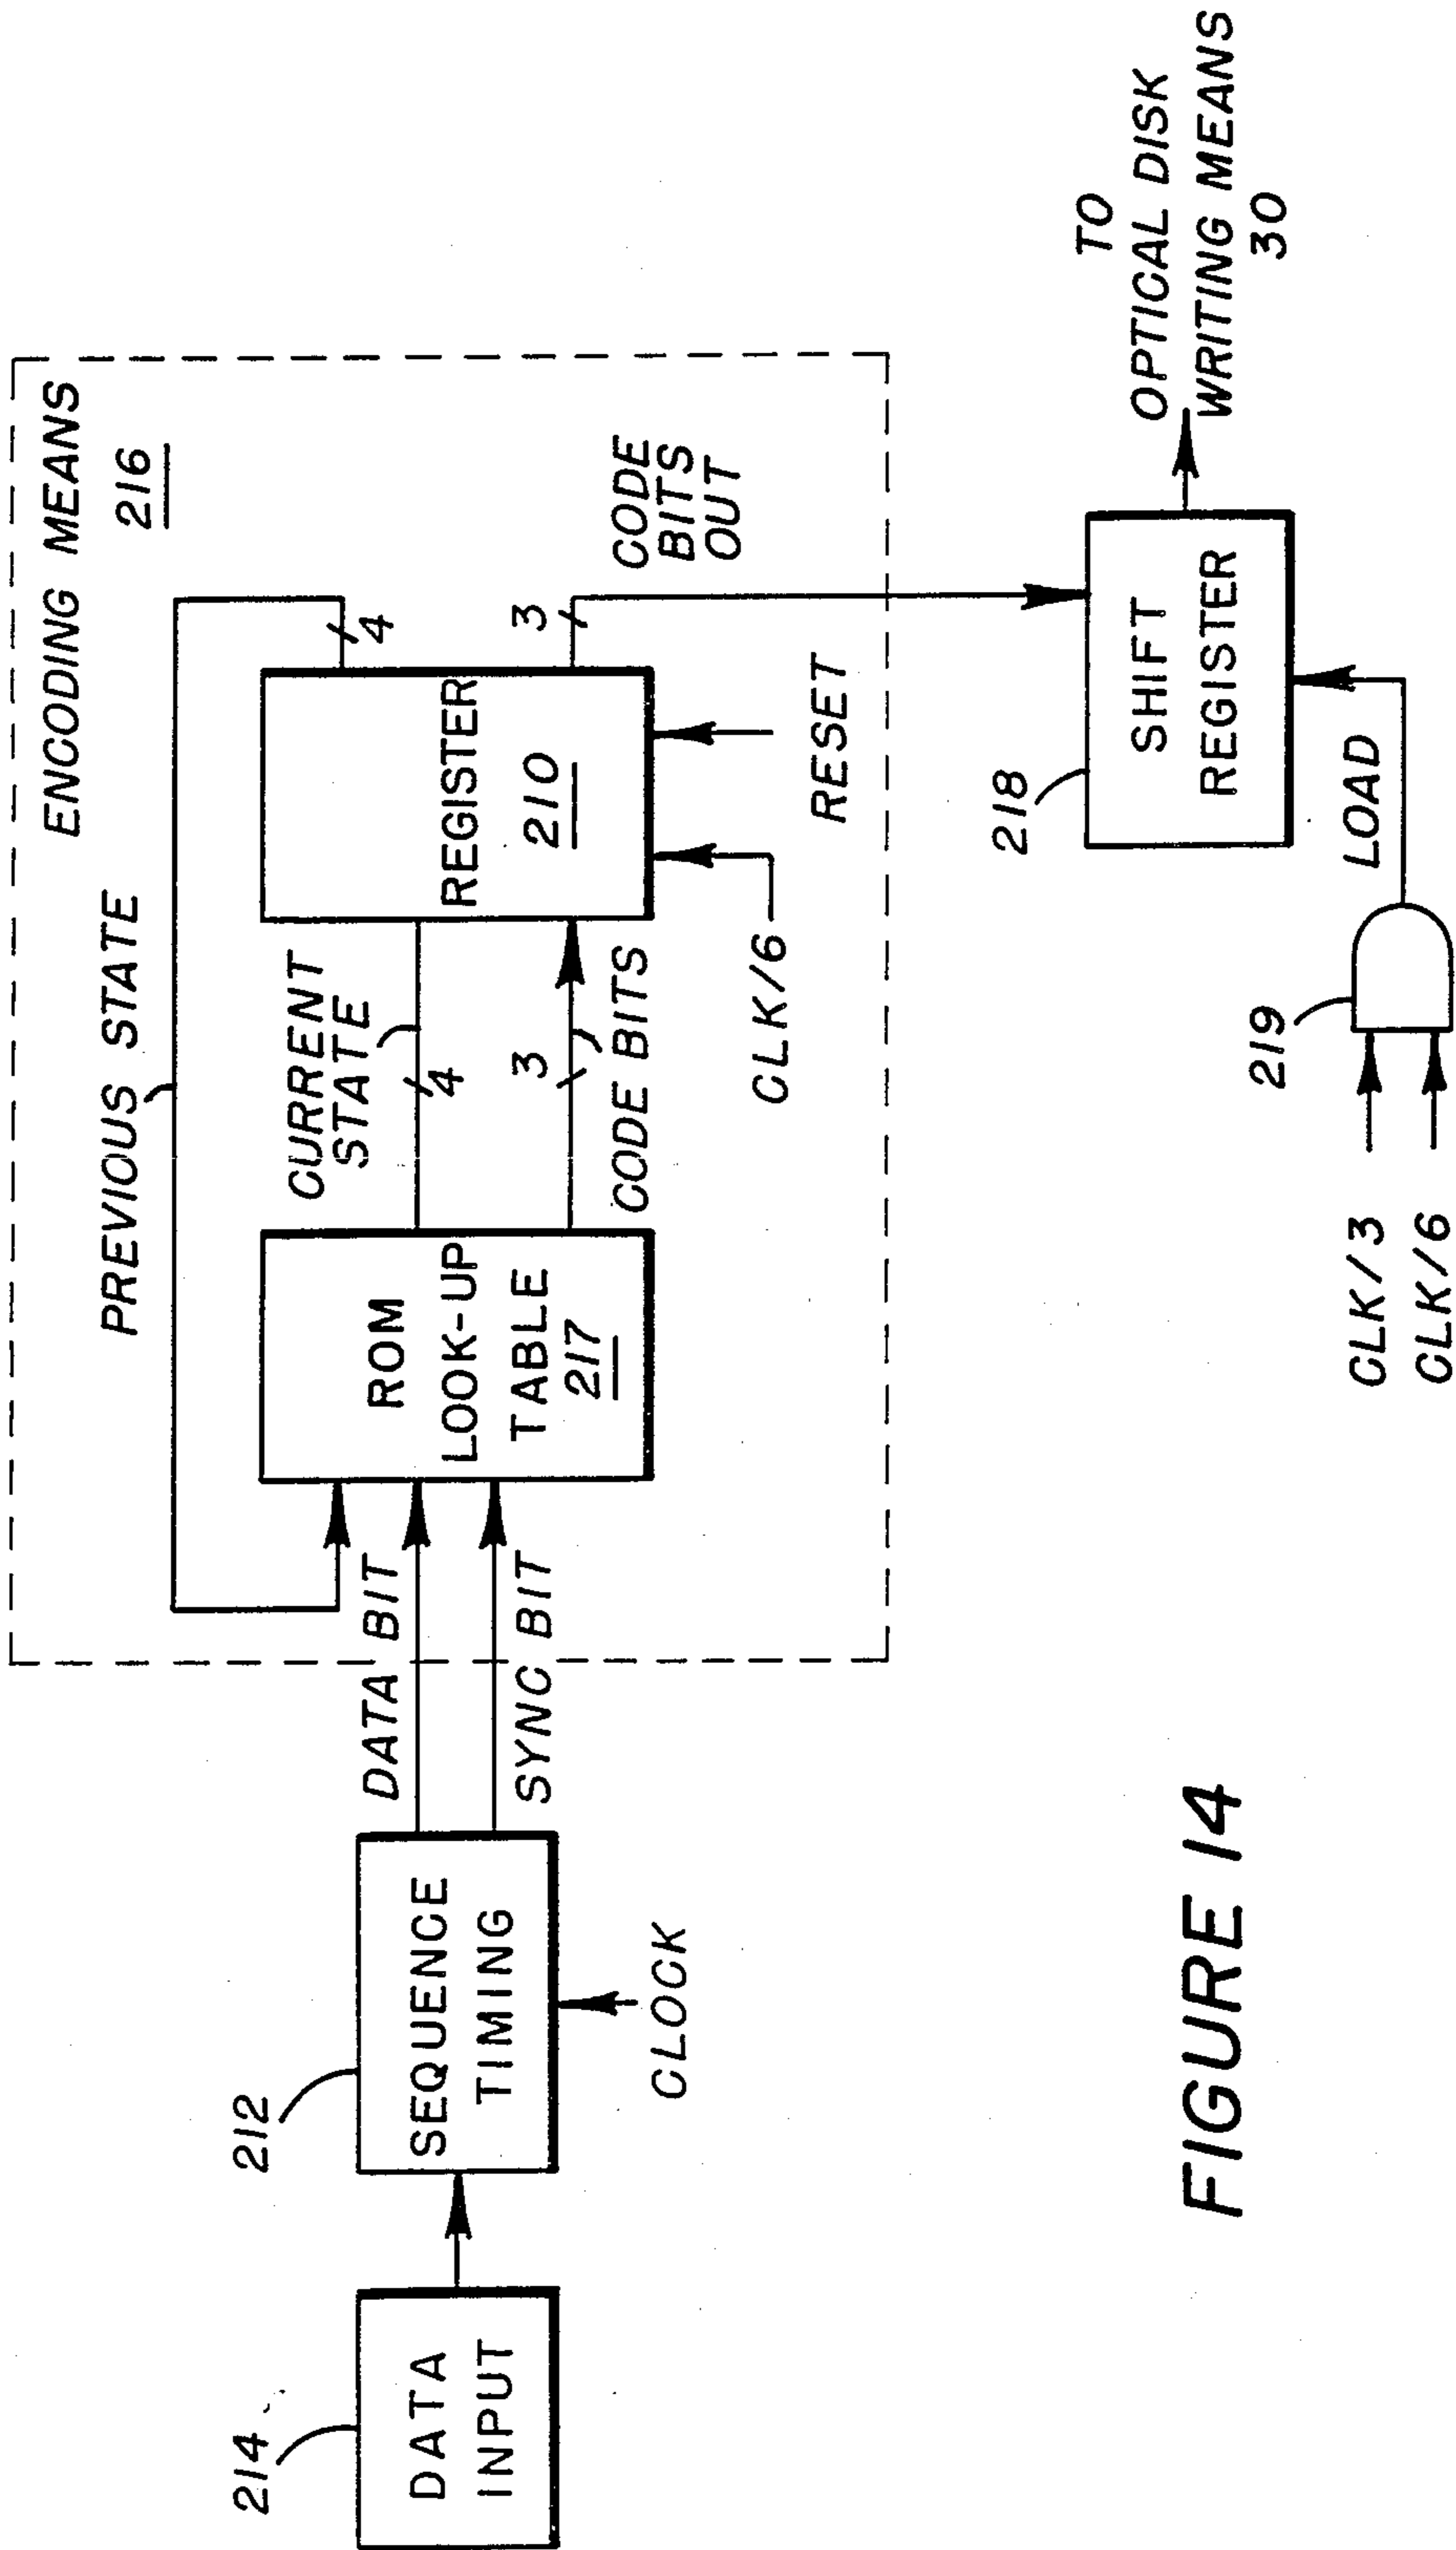 ENCODING MEANS
216
PREVIOUS STATE
4
CURRENT
STATE
4
3
CODE BITS
3
CODE
BITS
OUT
214
DATA
INPUT
212
SEQUENCE
TIMING
CLOCK
DATA BIT
SYNC BIT
ROM
LOOK-UP
TABLE
217
REGISTER
210
CLK/6
RESET
218
SHIFT
REGISTER
TO
OPTICAL DISK
WRITING MEANS
30
LOAD
219
CLK/3
CLK/6
FIGURE 14